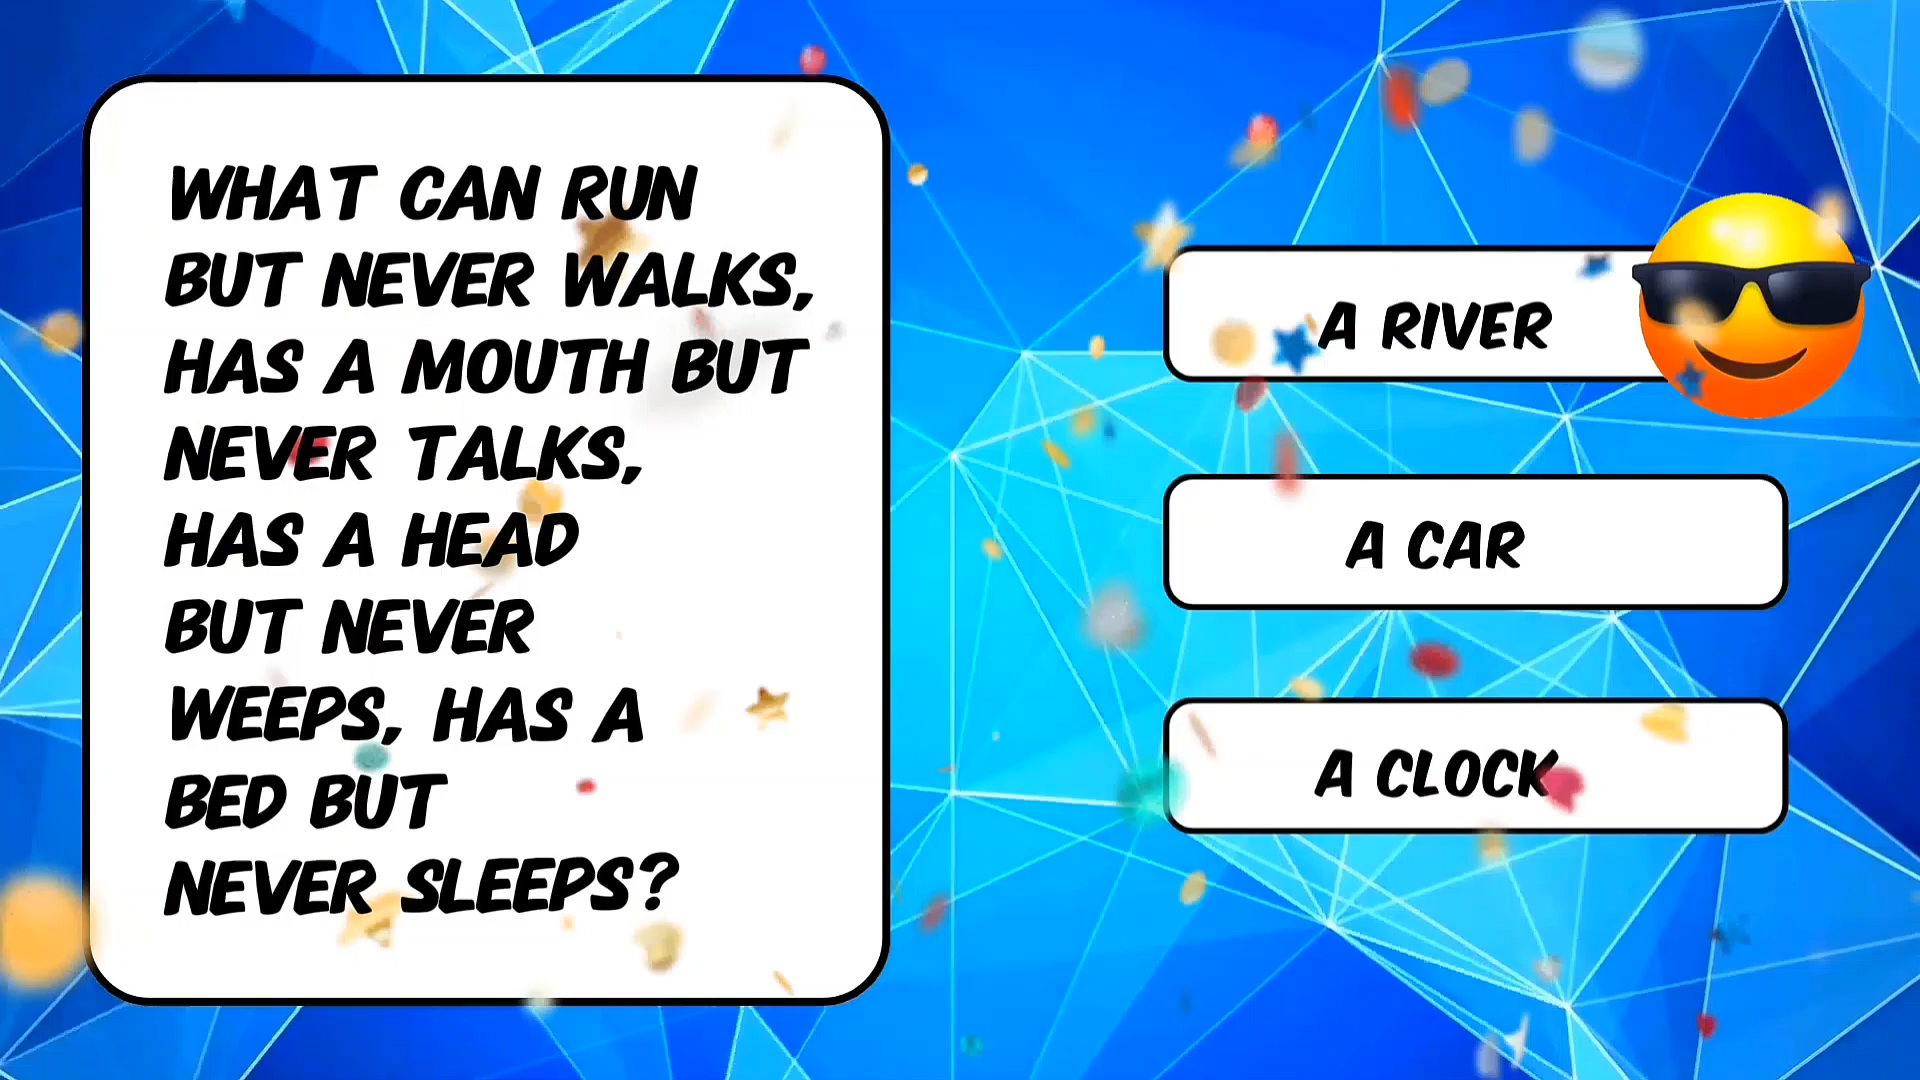 WHAT CAN RUN
BUT NEVER WALKS,
HAS A MOUTH BUT
NEVER TALKS,
HAS A HEAD
BUT NEVER
WEEPS, HAS A
BED BUT
NEVER SLEEPS?
A RIVER
A CAR
A CLOCK